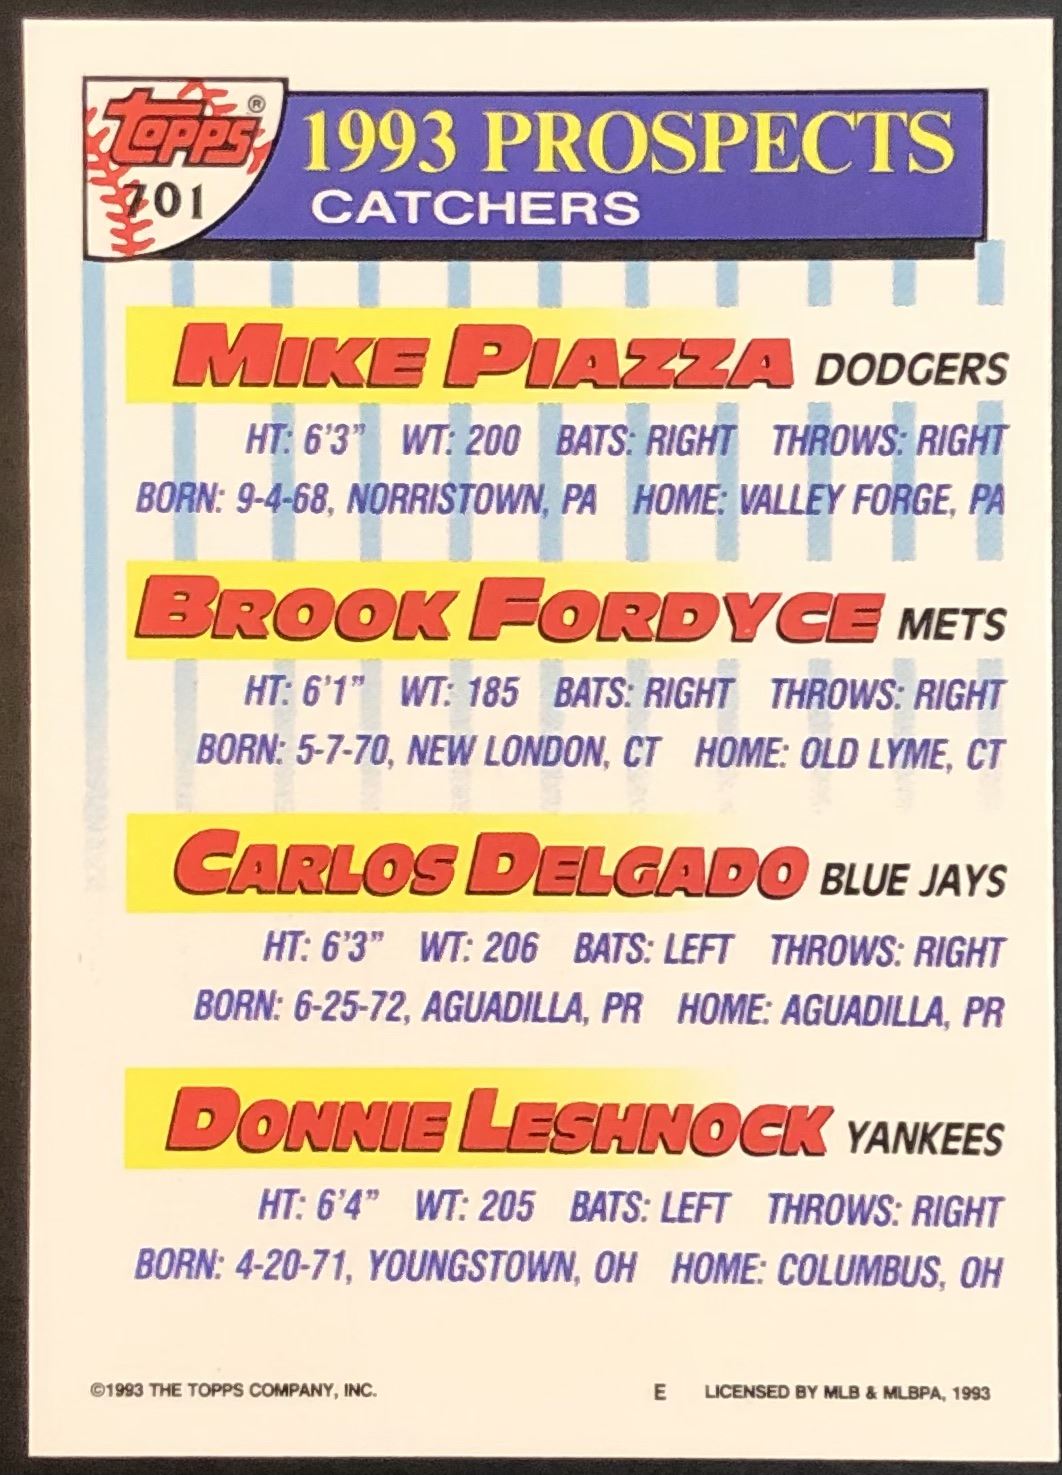 Topps®
701
1993 PROSPECTS
CATCHERS
MIKE PIAZZA DODGERS
HT: 6'3" WT: 200 BATS: RIGHT THROWS: RIGHT
BORN: 9-4-68, NORRISTOWN, PA HOME: VALLEY FORGE, PA
BROOK FORDYCE METS
HT: 6'1" WT: 185 BATS: RIGHT THROWS: RIGHT
BORN: 5-7-70, NEW LONDON, CT HOME: OLD LYME, CT
CARLOS DELGADO BLUE JAYS
HT: 6'3" WT: 206 BATS: LEFT THROWS: RIGHT
BORN: 6-25-72, AGUADILLA, PR HOME: AGUADILLA, PR
DONNIE LESHNOCK YANKEES
HT: 6'4" WT: 205 BATS: LEFT THROWS: RIGHT
BORN: 4-20-71, YOUNGSTOWN, OH HOME: COLUMBUS, OH
©1993 THE TOPPS COMPANY, INC. E LICENSED BY MLB & MLBPA, 1993